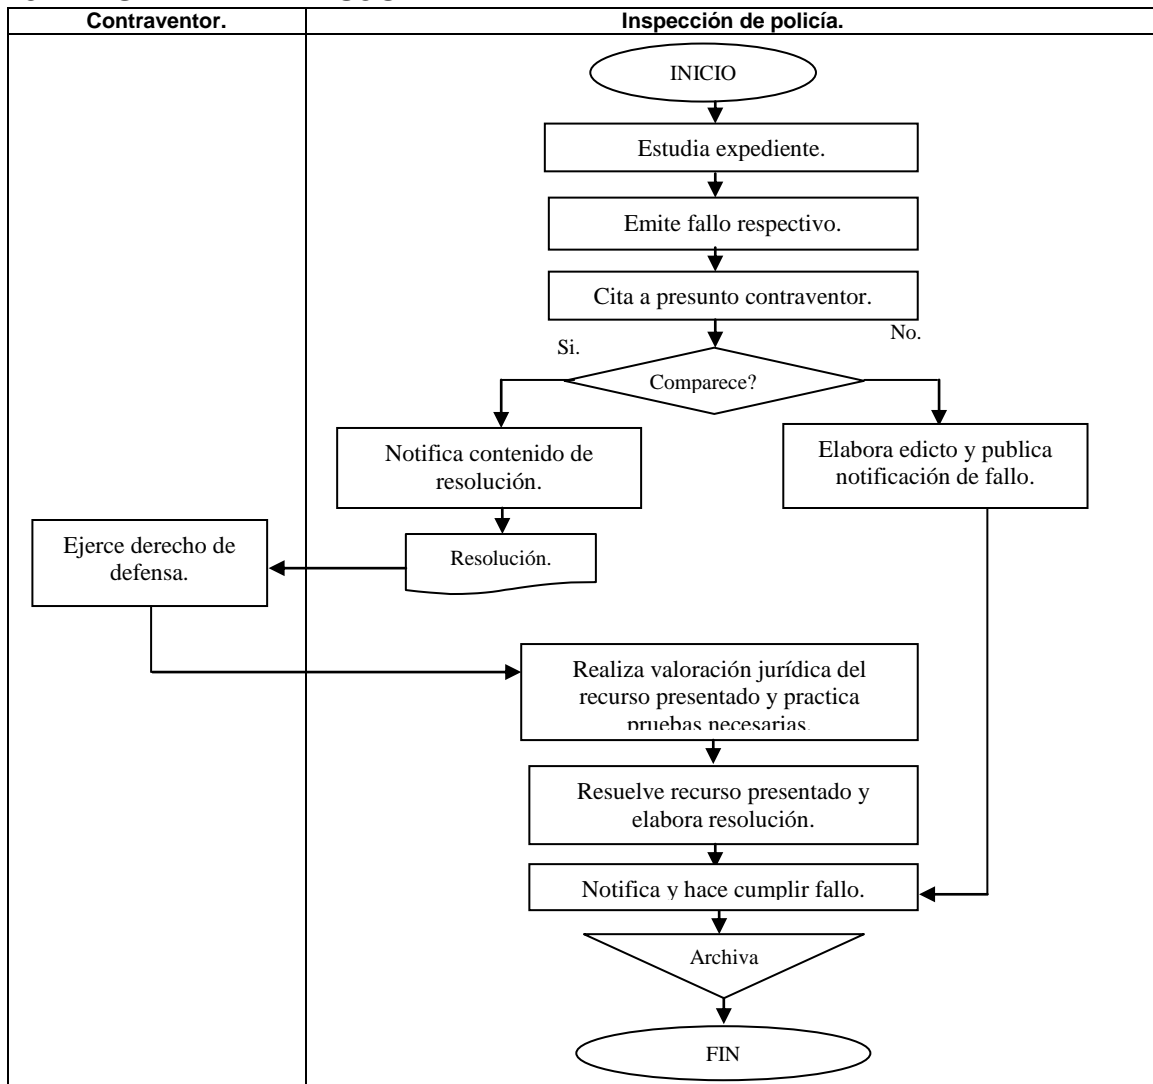 Contraventor.
Inspección de policía.
INICIO
Estudia expediente.
Emite fallo respectivo.
Cita a presunto contraventor.
Si.
No.
Comparece?
Notifica contenido de
resolución.
Elabora edicto y publica
notificación de fallo.
Resolución.
Ejerce derecho de
defensa.
Realiza valoración jurídica del
recurso presentado y practica
pruebas necesarias.
Resuelve recurso presentado y
elabora resolución.
Notifica y hace cumplir fallo.
Archiva
FIN